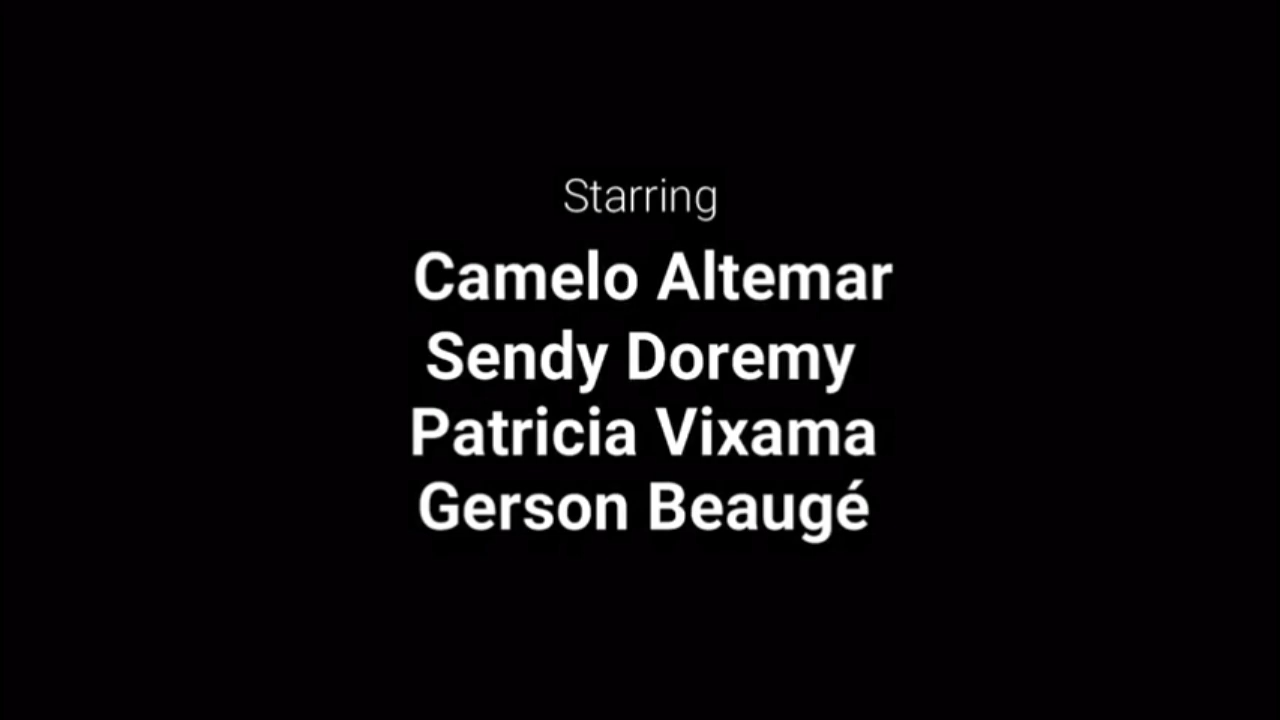 Starring
Camelo Altemar
Sendy Doremy
Patricia Vixama
Gerson Beaugé